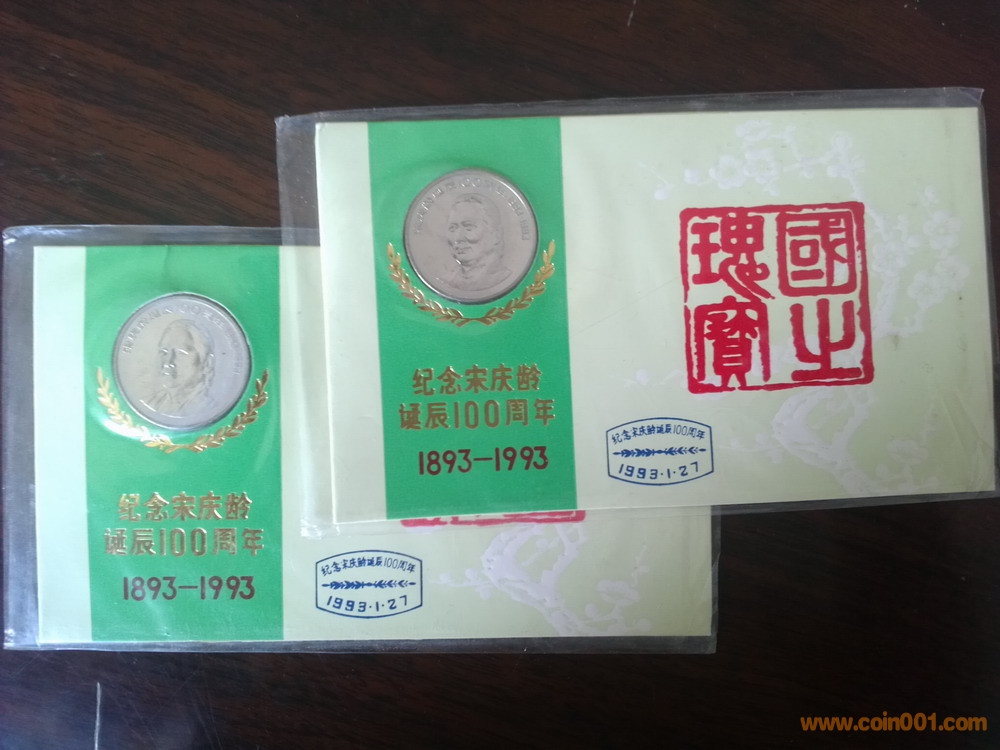 國之
瑰寶
纪念宋庆龄
诞辰100周年
1893—1993
纪念宋庆龄诞辰100周年
1993·1·27
纪念宋庆龄
诞辰100周年
1893—1993
纪念宋庆龄诞辰100周年
1993·1·27
www.coin001.com